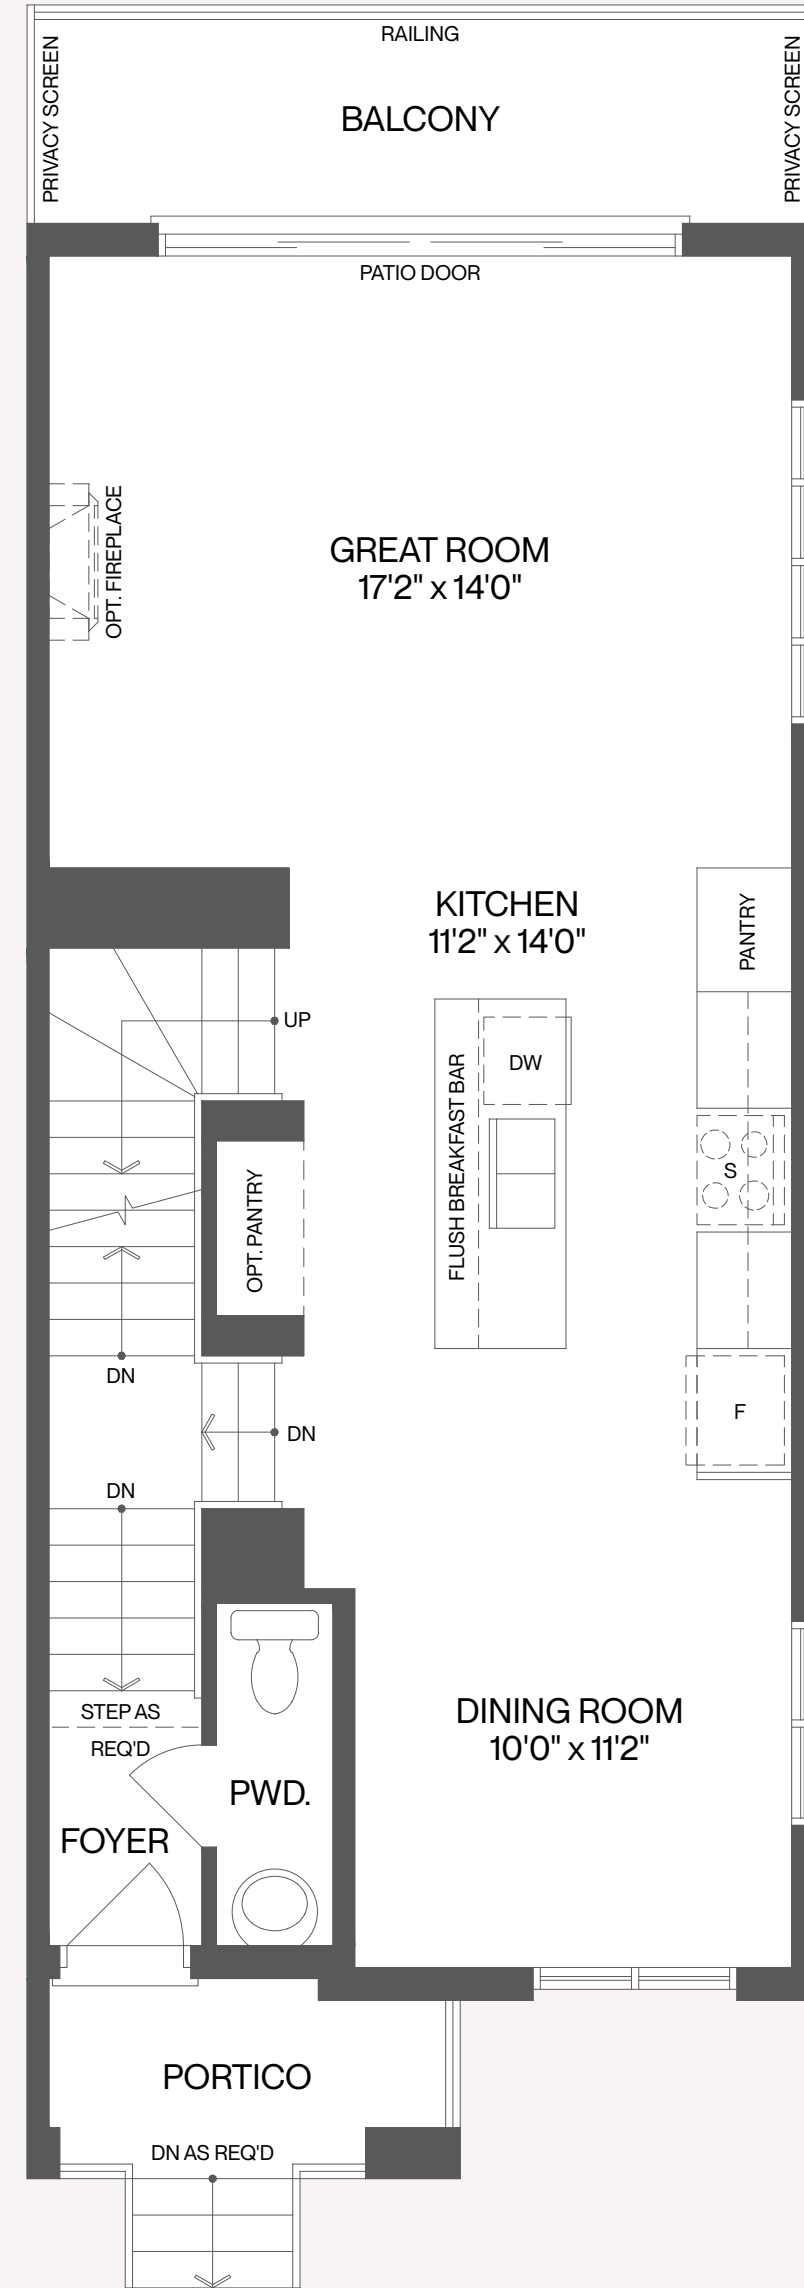 RAILING
PRIVACY SCREEN
PRIVACY SCREEN
BALCONY
PATIO DOOR
OPT. FIREPLACE
GREAT ROOM
17'2" x 14'0"
KITCHEN
11'2" x 14'0"
PANTRY
UP
FLUSH BREAKFAST BAR
DW
S
OPT. PANTRY
DN
F
DN
DN
STEP AS
REQ'D
DINING ROOM
10'0" x 11'2"
PWD.
FOYER
PORTICO
DN AS REQ'D